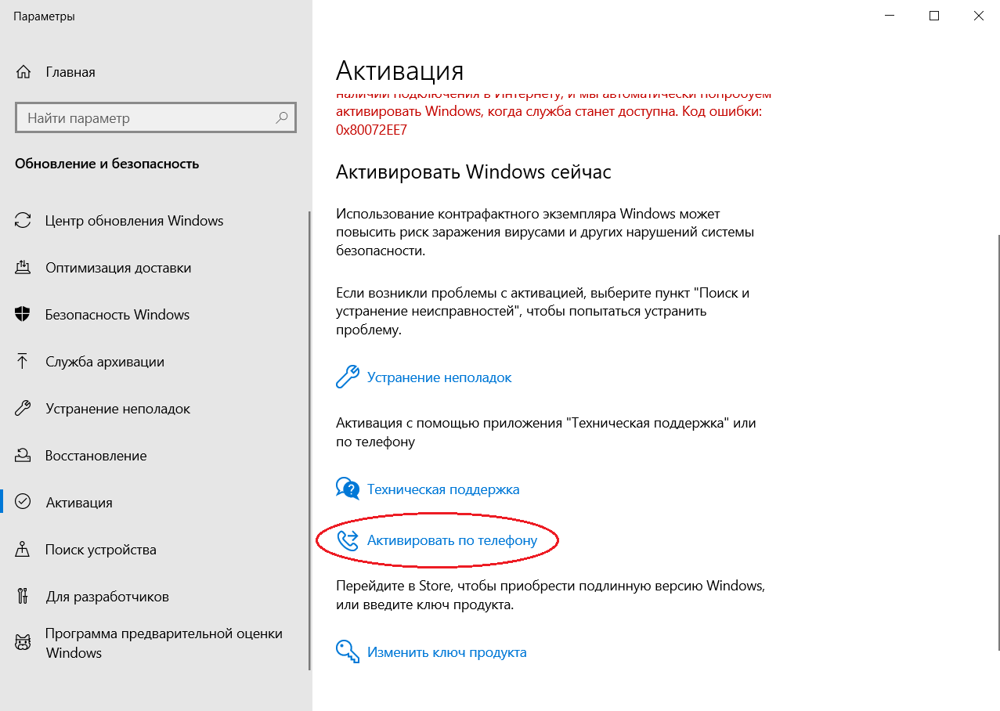 Параметры
Главная
Найти параметр
Обновление и безопасность
Центр обновления Windows
Оптимизация доставки
Безопасность Windows
Служба архивации
Устранение неполадок
Восстановление
Активация
Поиск устройства
Для разработчиков
Программа предварительной оценки
Windows
Активация
наличии подключения к Интернету, и мы автоматически попробуем
активировать Windows, когда служба станет доступна. Код ошибки:
0x80072EE7
Активировать Windows сейчас
Использование контрафактного экземпляра Windows может
повысить риск заражения вирусами и других нарушений системы
безопасности.
Если возникли проблемы с активацией, выберите пункт "Поиск и
устранение неисправностей", чтобы попытаться устранить
проблему.
Устранение неполадок
Активация с помощью приложения "Техническая поддержка" или
по телефону
Техническая поддержка
Активировать по телефону
Перейдите в Store, чтобы приобрести подлинную версию Windows,
или введите ключ продукта.
Изменить ключ продукта